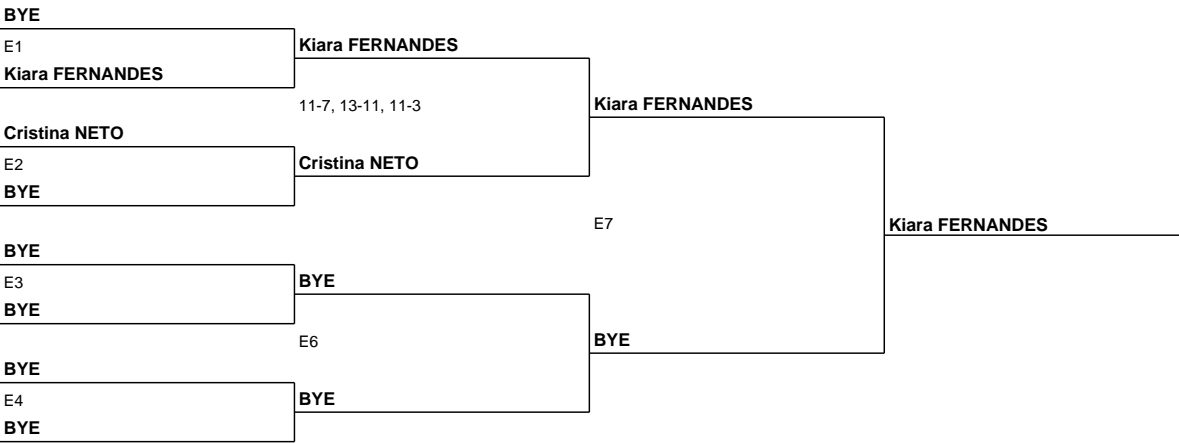 BYE
E1
Kiara FERNANDES
Kiara FERNANDES
11-7, 13-11, 11-3
Kiara FERNANDES
Cristina NETO
E2
Cristina NETO
BYE
E7
Kiara FERNANDES
BYE
E3
BYE
BYE
E6
BYE
BYE
E4
BYE
BYE